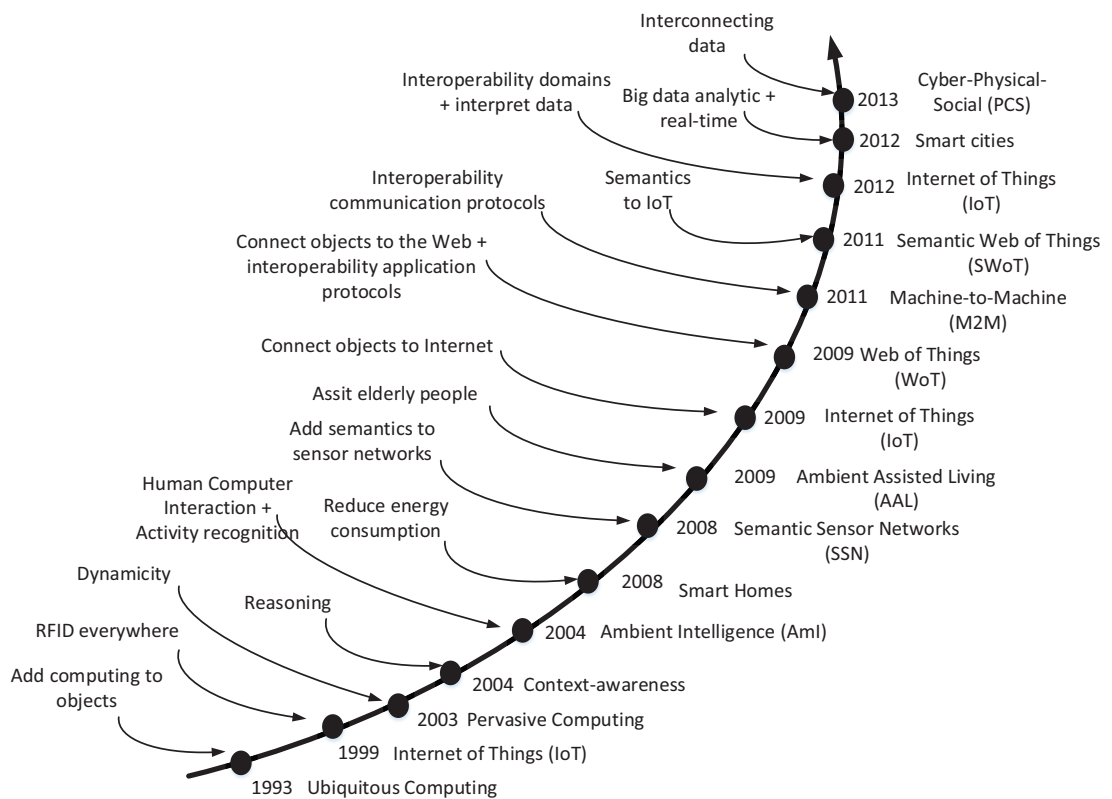 Interconnecting
data
Cyber-Physical-
Social (PCS)
2013
Interoperability domains
+ interpret data
Big data analytic +
real-time
2012 Smart cities
Interoperability
communication protocols
Semantics
to IoT
2012 Internet of Things
(IoT)
Connect objects to the Web +
interoperability application
protocols
2011 Semantic Web of Things
(SWoT)
2011 Machine-to-Machine
(M2M)
Connect objects to Internet
2009 Web of Things
(WoT)
Assit elderly people
2009 Internet of Things
(IoT)
Add semantics to
sensor networks
2009 Ambient Assisted Living
(AAL)
Human Computer
Interaction +
Activity recognition
Reduce energy
consumption
2008 Semantic Sensor Networks
(SSN)
Dynamicity
2008 Smart Homes
Reasoning
RFID everywhere
2004 Ambient Intelligence (AmI)
Add computing to
objects
2004 Context-awareness
2003 Pervasive Computing
1999 Internet of Things (IoT)
1993 Ubiquitous Computing